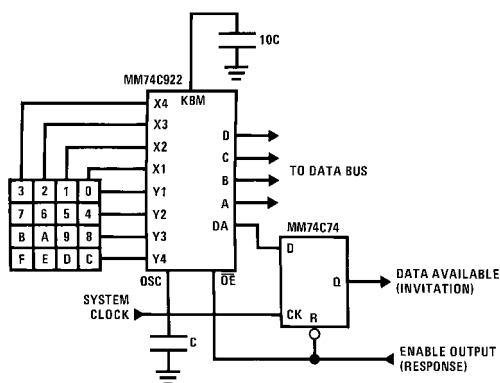 10C
MM74C922
KBM
X4
X3
X2
X1
Y1
Y2
Y3
Y4
D
C
B
A
DA
TO DATA BUS
3 2 1 0
7 6 5 4
B A 9 8
F E D C
OSC
OE
MM74C74
D
Q
CK
R
DATA AVAILABLE
(INVITATION)
SYSTEM
CLOCK
C
ENABLE OUTPUT
(RESPONSE)